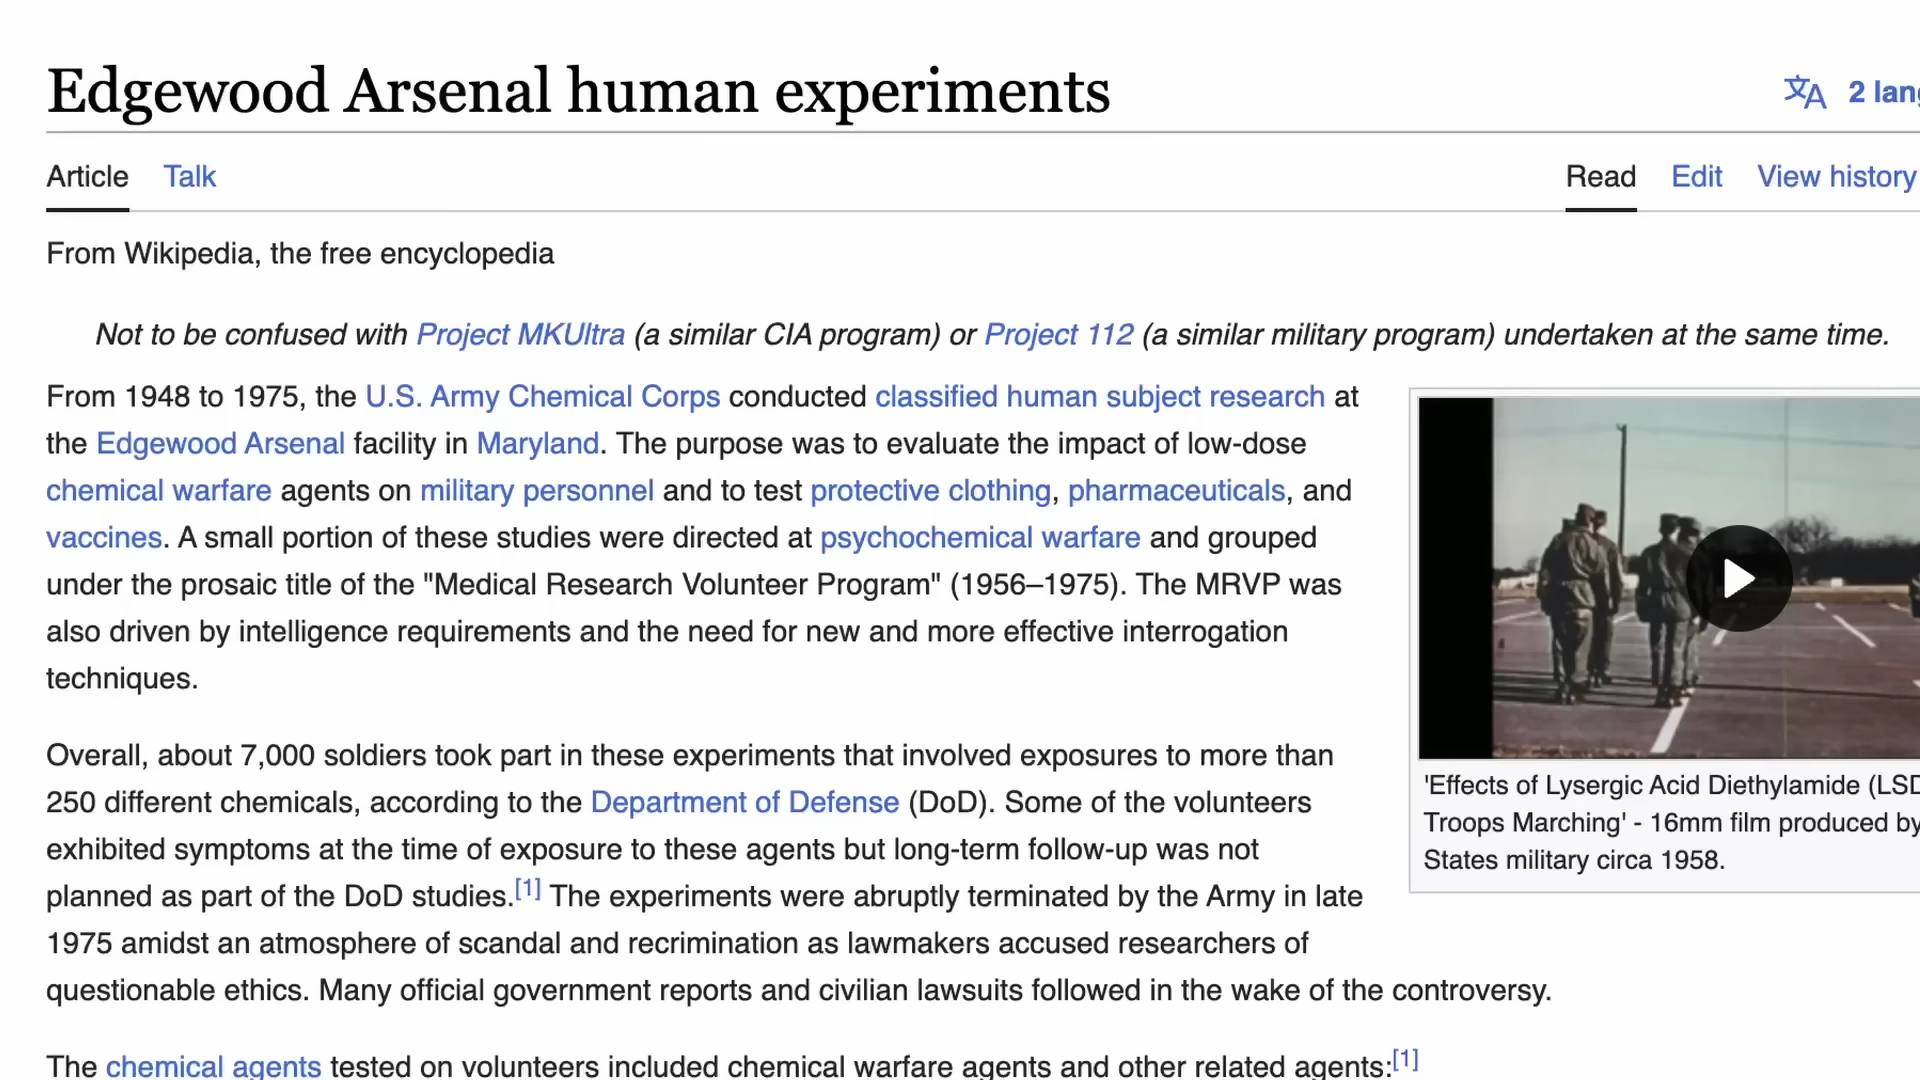 Edgewood Arsenal human experiments
2 lang
Article Talk Read Edit View history
From Wikipedia, the free encyclopedia
Not to be confused with Project MKUltra (a similar CIA program) or Project 112 (a similar military program) undertaken at the same time.
From 1948 to 1975, the U.S. Army Chemical Corps conducted classified human subject research at
the Edgewood Arsenal facility in Maryland. The purpose was to evaluate the impact of low-dose
chemical warfare agents on military personnel and to test protective clothing, pharmaceuticals, and
vaccines. A small portion of these studies were directed at psychochemical warfare and grouped
under the prosaic title of the "Medical Research Volunteer Program" (1956–1975). The MRVP was
also driven by intelligence requirements and the need for new and more effective interrogation
techniques.
Overall, about 7,000 soldiers took part in these experiments that involved exposures to more than
250 different chemicals, according to the Department of Defense (DoD). Some of the volunteers
exhibited symptoms at the time of exposure to these agents but long-term follow-up was not
planned as part of the DoD studies.[1] The experiments were abruptly terminated by the Army in late
1975 amidst an atmosphere of scandal and recrimination as lawmakers accused researchers of
questionable ethics. Many official government reports and civilian lawsuits followed in the wake of the controversy.
The chemical agents tested on volunteers included chemical warfare agents and other related agents:[1]
'Effects of Lysergic Acid Diethylamide (LSD
Troops Marching' - 16mm film produced by
States military circa 1958.